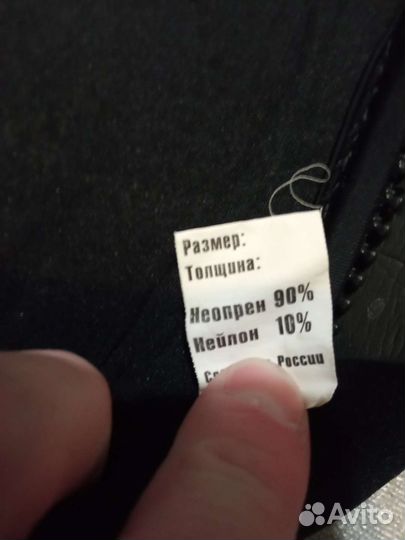 Размер:
Толщина:
Неопрен 90%
Нейлон 10%
России
Avito